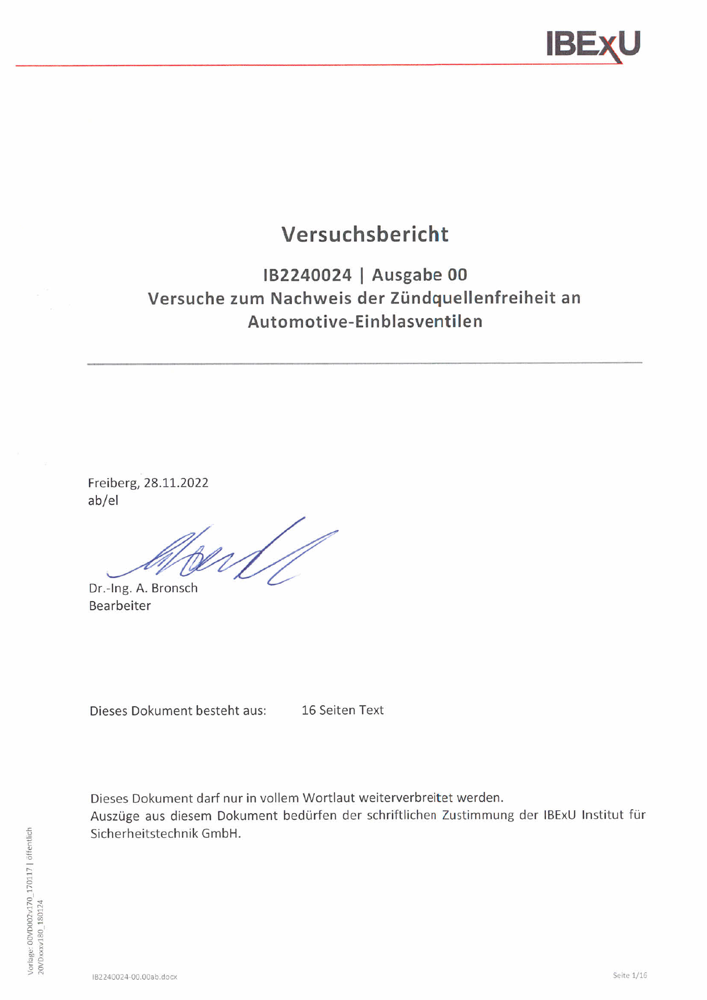 IBExU
Versuchsbericht
IB2240024 | Ausgabe 00
Versuche zum Nachweis der Zündquellenfreiheit an
Automotive-Einblasventilen
Freiberg, 28.11.2022
ab/el
Dr.-Ing. A. Bronsch
Bearbeiter
Dieses Dokument besteht aus: 16 Seiten Text
Dieses Dokument darf nur in vollem Wortlaut weiterverbreitet werden.
Auszüge aus diesem Dokument bedürfen der schriftlichen Zustimmung der IBExU Institut für
Sicherheitstechnik GmbH.
Vorlage: 00VD002v170_170117 | öffentlich
20VDxxxv180_180124
IB2240024-00.00ab.docx
Seite 1/16